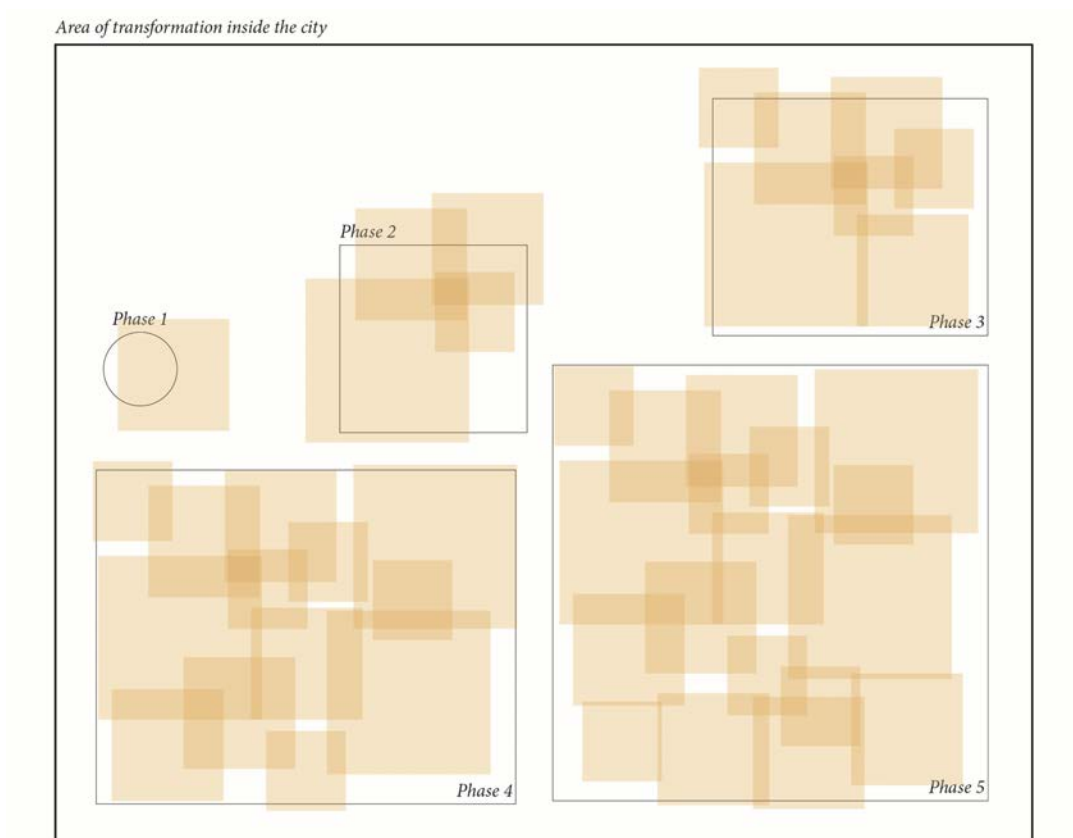 Area of transformation inside the city
Phase 1
Phase 2
Phase 3
Phase 4
Phase 5